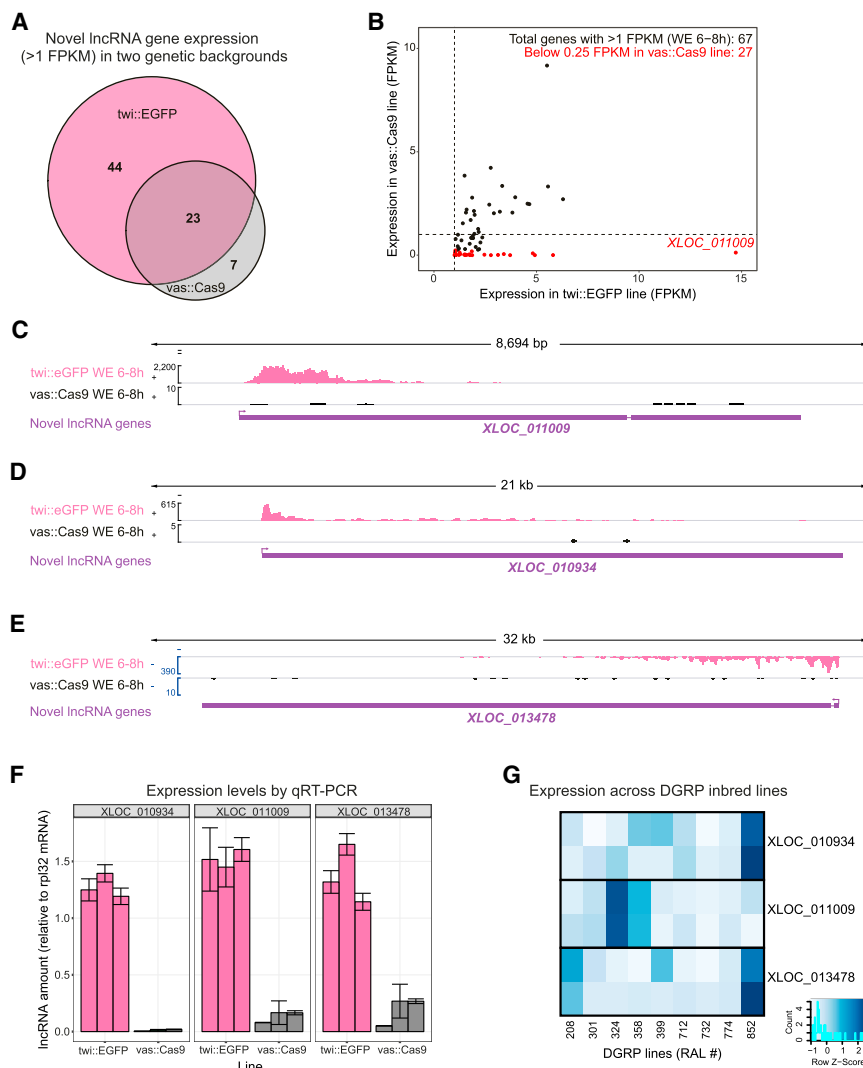 A
Novel lncRNA gene expression
(>1 FPKM) in two genetic backgrounds
twi::EGFP
44
23
7
vas::Cas9
B
Total genes with >1 FPKM (WE 6-8h): 67
Below 0.25 FPKM in vas::Cas9 line: 27
Expression in vas::Cas9 line (FPKM)
10
5
0
XLOC_011009
0 5 10 15
Expression in twi::EGFP line (FPKM)
C
8,694 bp
twi::eGFP WE 6-8h
2,200
vas::Cas9 WE 6-8h
10
Novel lncRNA genes
XLOC_011009
D
21 kb
twi::eGFP WE 6-8h
615
vas::Cas9 WE 6-8h
5
Novel lncRNA genes
XLOC_010934
E
32 kb
twi::eGFP WE 6-8h
390
vas::Cas9 WE 6-8h
10
Novel lncRNA genes
XLOC_013478
F
Expression levels by qRT-PCR
XLOC_010934 XLOC_011009 XLOC_013478
lncRNA amount (relative to rpl32 mRNA)
1.5
1.0
0.5
0.0
twi::EGFP vas::Cas9 twi::EGFP vas::Cas9 twi::EGFP vas::Cas9
Line
G
Expression across DGRP inbred lines
XLOC_010934
XLOC_011009
XLOC_013478
208 301 324 358 399 712 732 774 852
DGRP lines (RAL #)
Count
4
2
0
-1 0 1 2
Row Z-Score